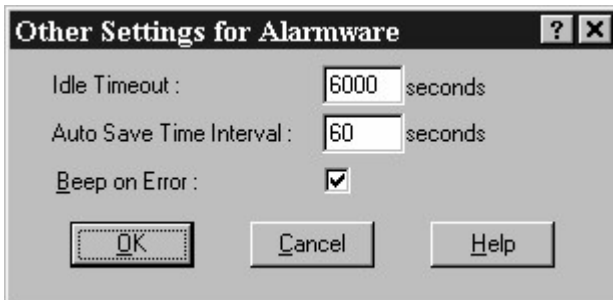 Other Settings for Alarmware ? X
Idle Timeout : 6000 seconds
Auto Save Time Interval : 60 seconds
Beep on Error :
OK Cancel Help